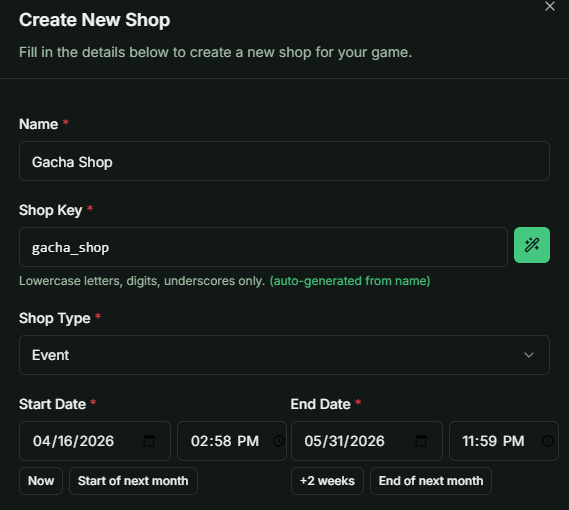 Create New Shop
Fill in the details below to create a new shop for your game.
Name *
Gacha Shop
Shop Key *
gacha_shop
Lowercase letters, digits, underscores only. (auto-generated from name)
Shop Type *
Event
Start Date * End Date *
04/16/2026 02:58 PM 05/31/2026 11:59 PM
Now Start of next month +2 weeks End of next month